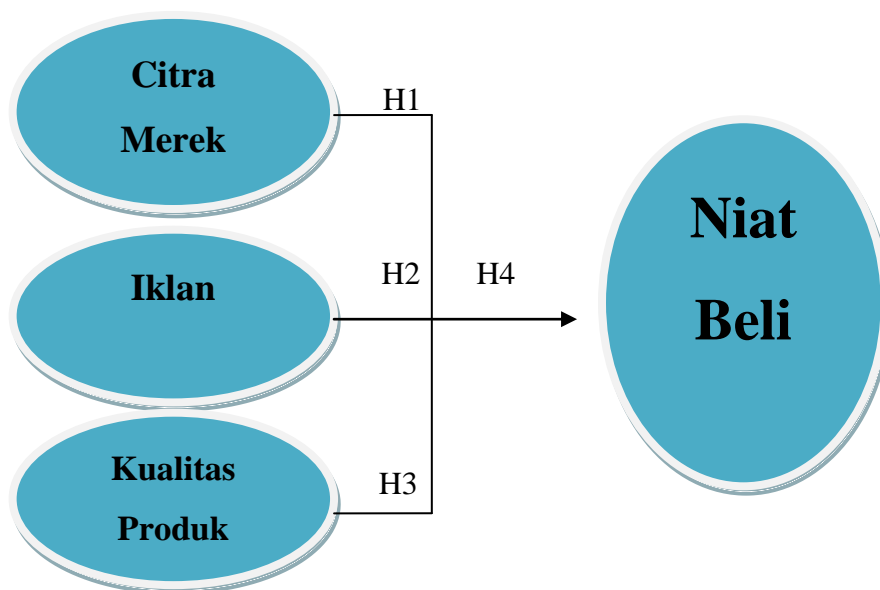 Citra
Merek
H1
Iklan
H2
H4
Kualitas
Produk
H3
Niat
Beli